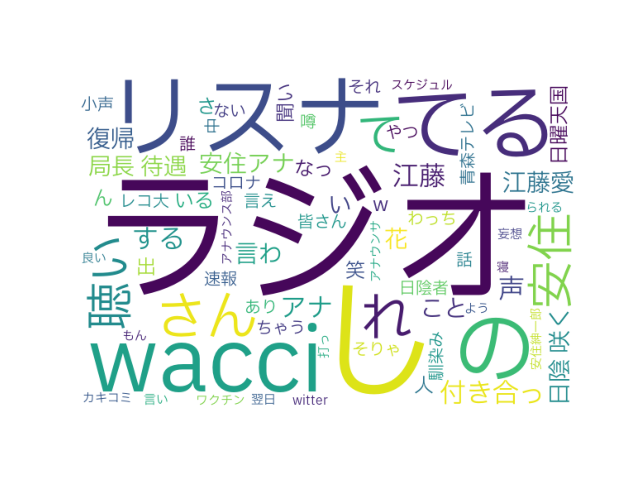 リスナ
てる
ラジオ
wacci
し
の
れ
さん
聴い
安住
て
する
いる
言わ
小声
復帰
さ
ない
中
誰
聞い
噂
それ
スケジュール
やっ
青森テレビ
日曜天国
局長
待遇
安住アナ
なっ
江藤
江藤愛
ん
レコ大
コロナ
言え
アナウンス部
い
w
皆さん
わっち
られる
主
花
アナウンサ
話
妄想
寝
良い
出
速報
笑
日陰者
声
あり
アナ
ちゃう
こと
よう
日陰
咲く
安住紳一郎
もん
打っ
そりゃ
人
馴染み
付き合っ
カキコミ
言い
ワクチン
翌日
witter